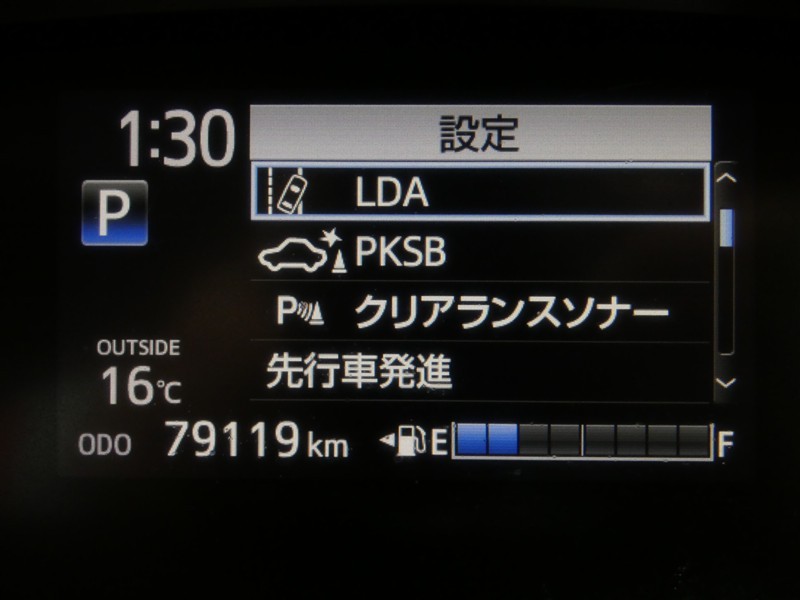 1:30
設定
P
LDA
PKSB
P クリアランスソナー
先行車発進
OUTSIDE
16℃
ODO 79119 km E F